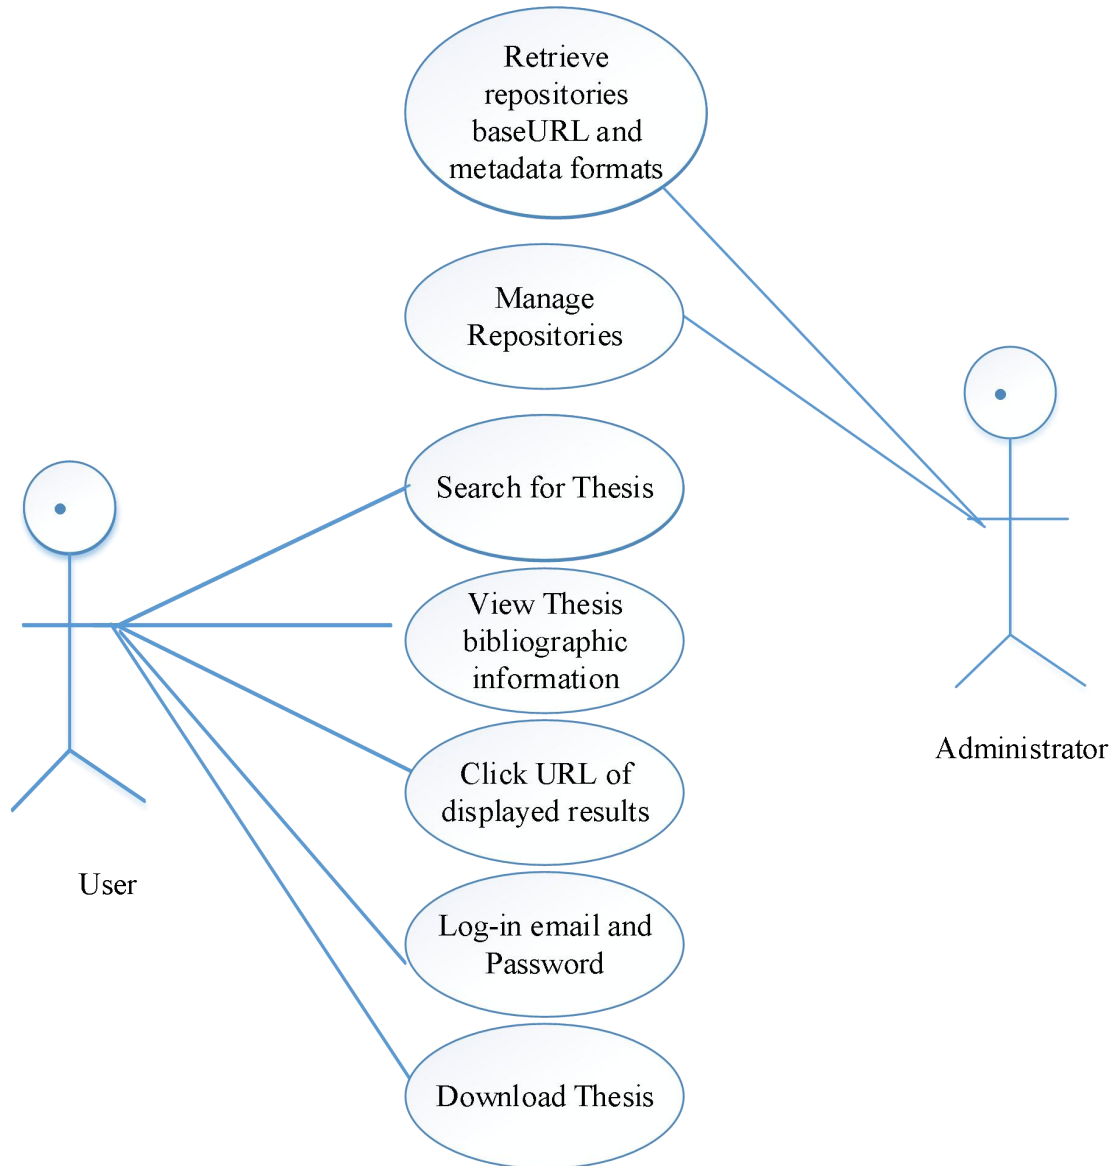 Retrieve
repositories
baseURL and
metadata formats
Manage
Repositories
Search for Thesis
View Thesis
bibliographic
information
Administrator
Click URL of
displayed results
User
Log-in email and
Password
Download Thesis